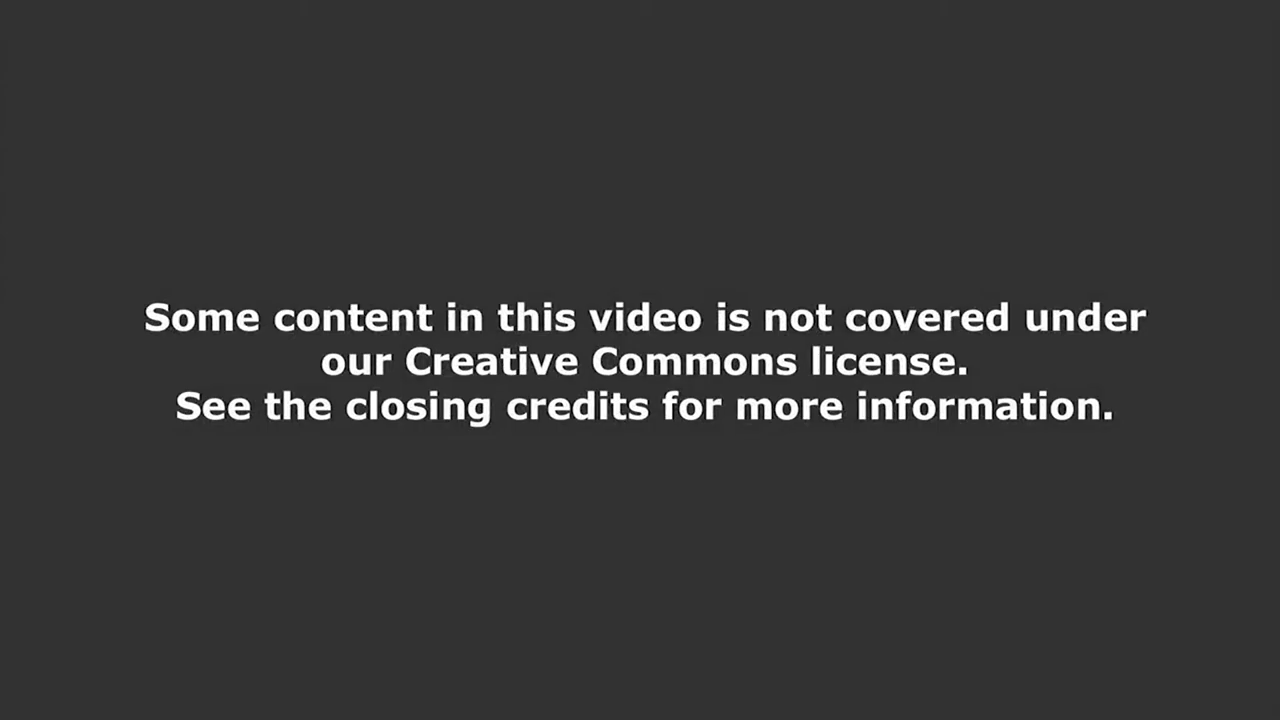 Some content in this video is not covered under
our Creative Commons license.
See the closing credits for more information.